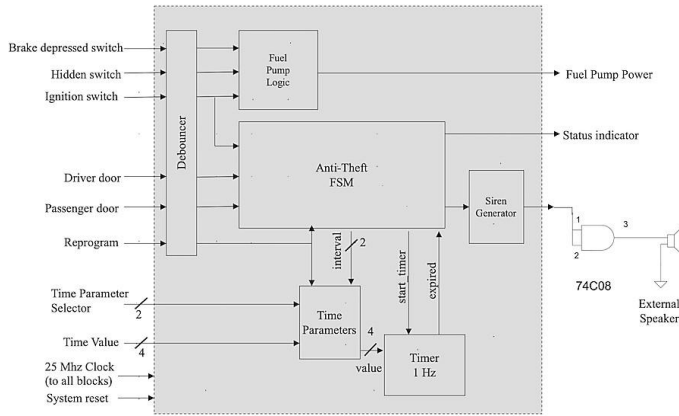 Brake depressed switch
Hidden switch
Ignition switch
Driver door
Passenger door
Reprogram
Time Parameter
Selector
2
Time Value
4
25 Mhz Clock
(to all blocks)
System reset
Debouncer
Fuel
Pump
Logic
Anti-Theft
FSM
interval
2
start_timer
expired
Time
Parameters
4
value
Timer
1 Hz
Siren
Generator
Fuel Pump Power
Status indicator
1
2
3
74C08
External
Speaker